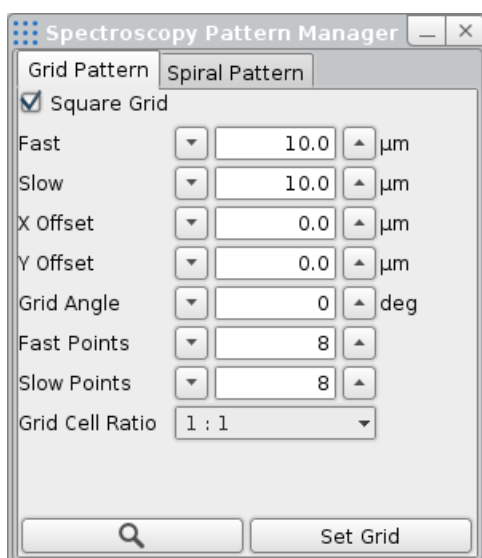 Spectroscopy Pattern Manager
Grid Pattern Spiral Pattern
Square Grid
Fast 10.0 µm
Slow 10.0 µm
X Offset 0.0 µm
Y Offset 0.0 µm
Grid Angle 0 deg
Fast Points 8
Slow Points 8
Grid Cell Ratio 1 : 1
Set Grid